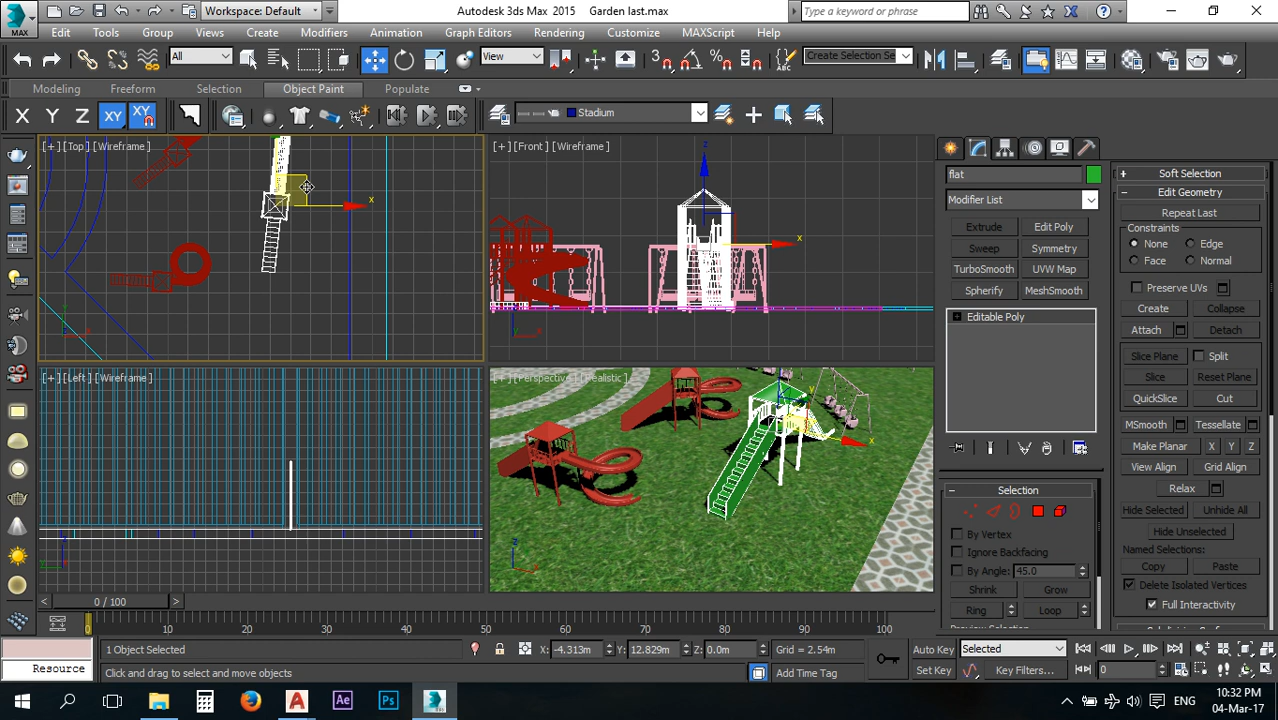 Workspace: Default
Autodesk 3ds Max 2015
Garden last.max
Type a keyword or phrase
MAX
Edit
Tools
Group
Views
Create
Modifiers
Animation
Graph Editors
Rendering
Customize
MAXScript
Help
All
View
Create Selection Se
Modeling
Freeform
Selection
Object Paint
Populate
X
Y
Z
XY
XY
Stadium
[+] [Top] [Wireframe]
[+] [Front] [Wireframe]
x
z
x
flat
Modifier List
Extrude
Edit Poly
Sweep
Symmetry
TurboSmooth
UVW Map
Spherify
MeshSmooth
Editable Poly
Selection
By Vertex
Ignore Backfacing
By Angle:
45.0
Shrink
Grow
Ring
Loop
Soft Selection
Edit Geometry
Repeat Last
Constraints
None
Edge
Face
Normal
Preserve UVs
Create
Collapse
Attach
Detach
Slice Plane
Split
Slice
Reset Plane
QuickSlice
Cut
MSmooth
Tessellate
Make Planar
X
Y
Z
View Align
Grid Align
Relax
Hide Selected
Unhide All
Hide Unselected
Named Selections:
Copy
Paste
Delete Isolated Vertices
Full Interactivity
[+] [Left] [Wireframe]
[+] [Perspective] [Realistic]
0 / 100
0
10
20
30
40
50
60
70
80
90
100
1 Object Selected
X: -4.313m
Y: 12.829m
Z: 0.0m
Grid = 2.54m
Auto Key
Selected
Resource
Click and drag to select and move objects
Add Time Tag
Set Key
Key Filters...
0
ENG
10:32 PM
04-Mar-17